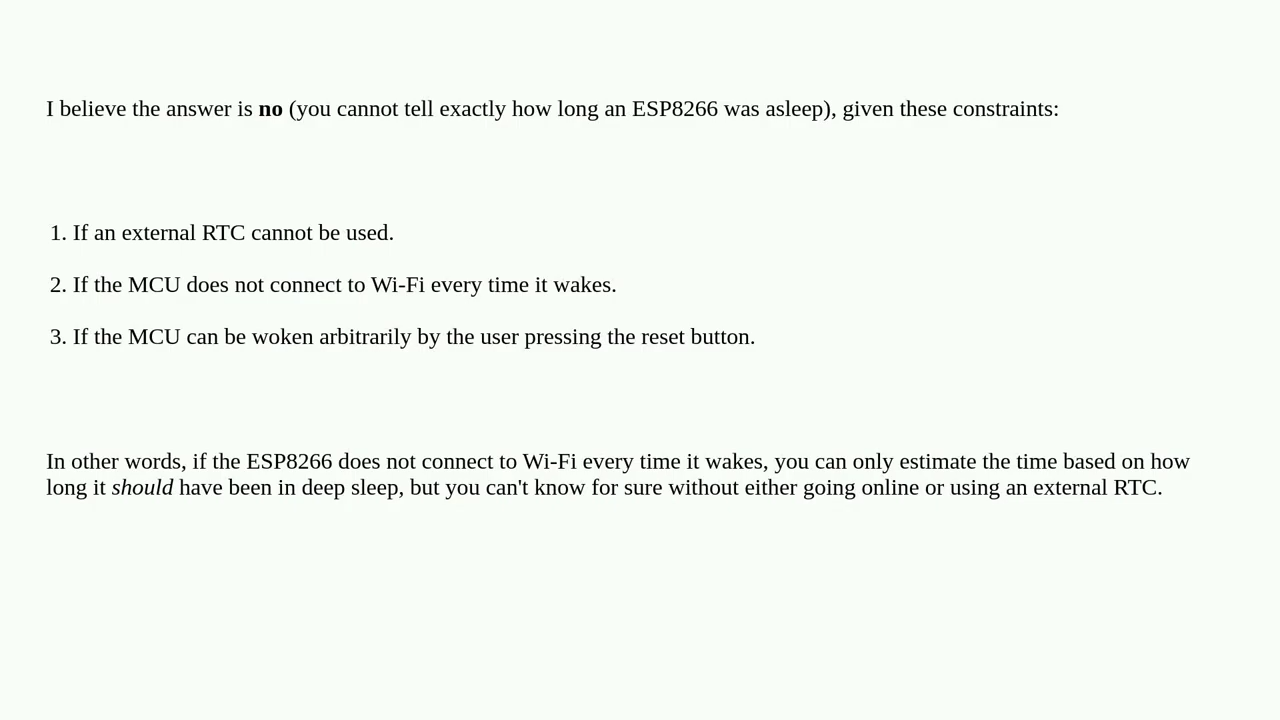 I believe the answer is no (you cannot tell exactly how long an ESP8266 was asleep), given these constraints:
1. If an external RTC cannot be used.
2. If the MCU does not connect to Wi-Fi every time it wakes.
3. If the MCU can be woken arbitrarily by the user pressing the reset button.
In other words, if the ESP8266 does not connect to Wi-Fi every time it wakes, you can only estimate the time based on how
long it should have been in deep sleep, but you can't know for sure without either going online or using an external RTC.